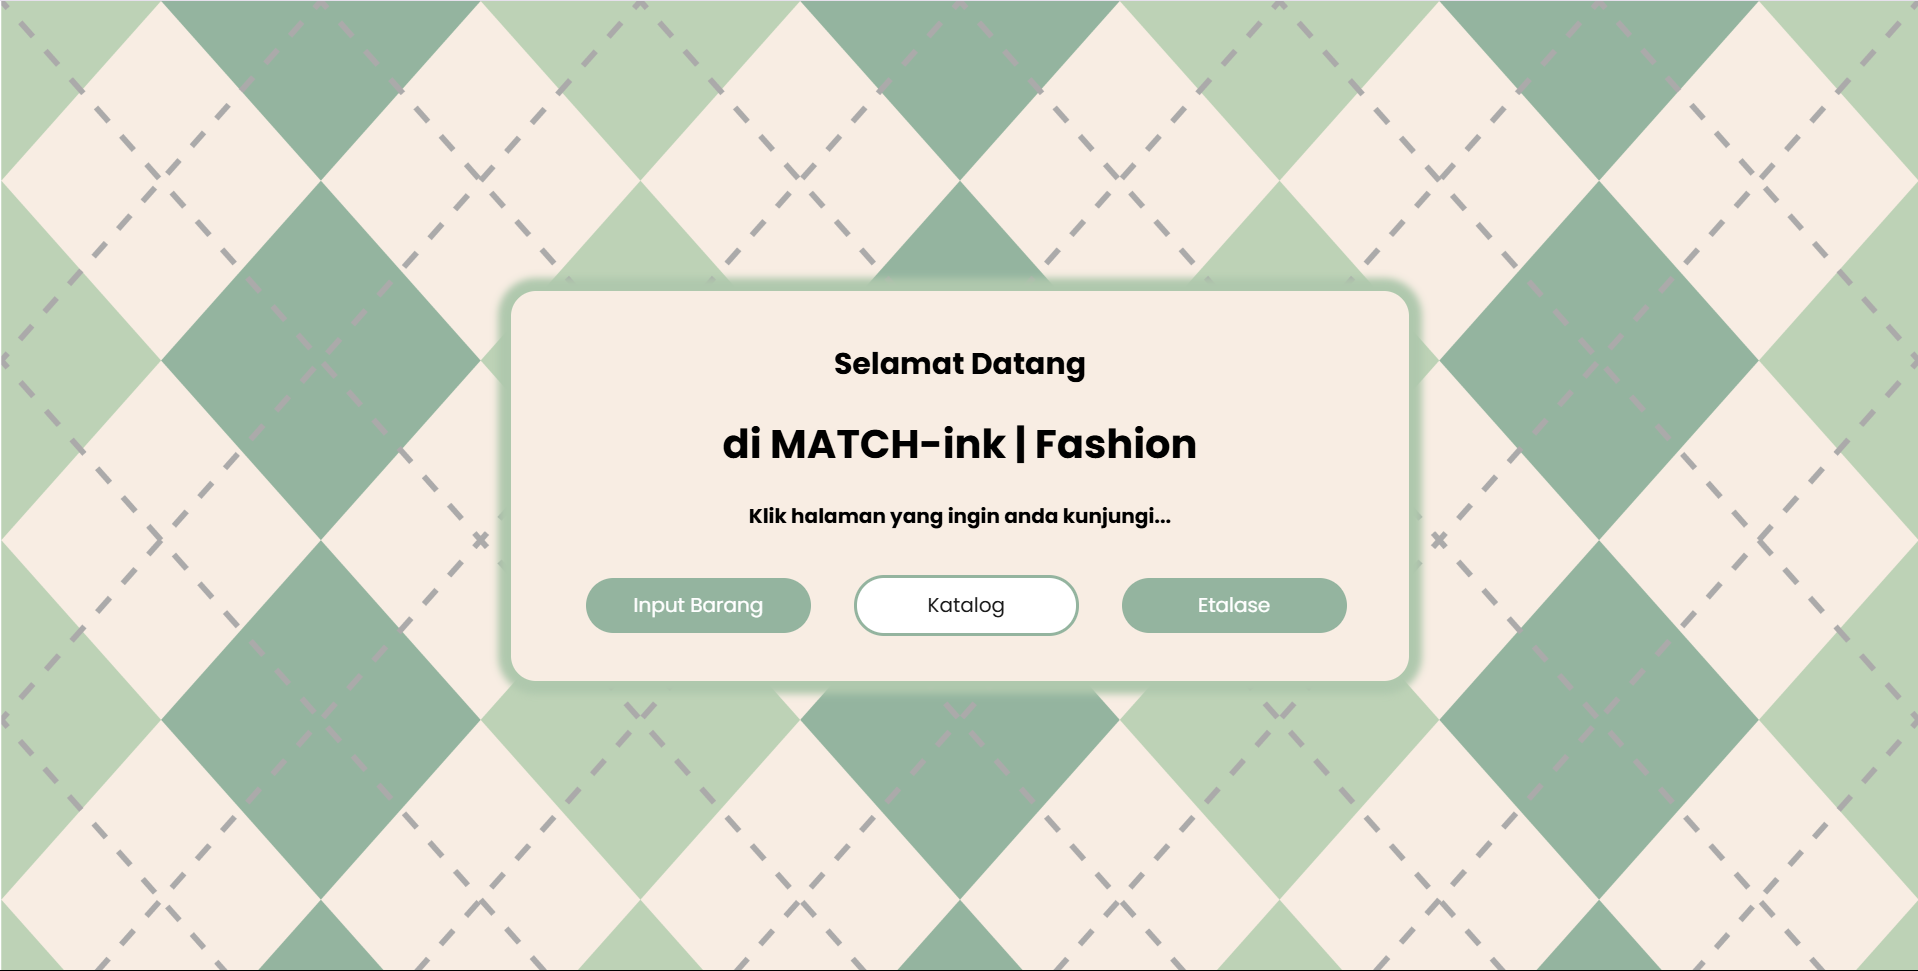 Selamat Datang
di MATCH-ink | Fashion
Klik halaman yang ingin anda kunjungi...
Input Barang
Katalog
Etalase